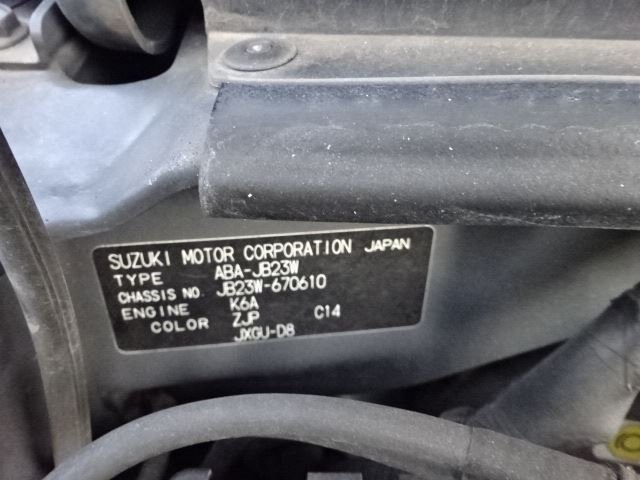 SUZUKI MOTOR CORPORATION JAPAN
TYPE ABA-JB23W
CHASSIS NO. JB23W-670610
ENGINE K6A
COLOR ZJP C14
JXGU-D8